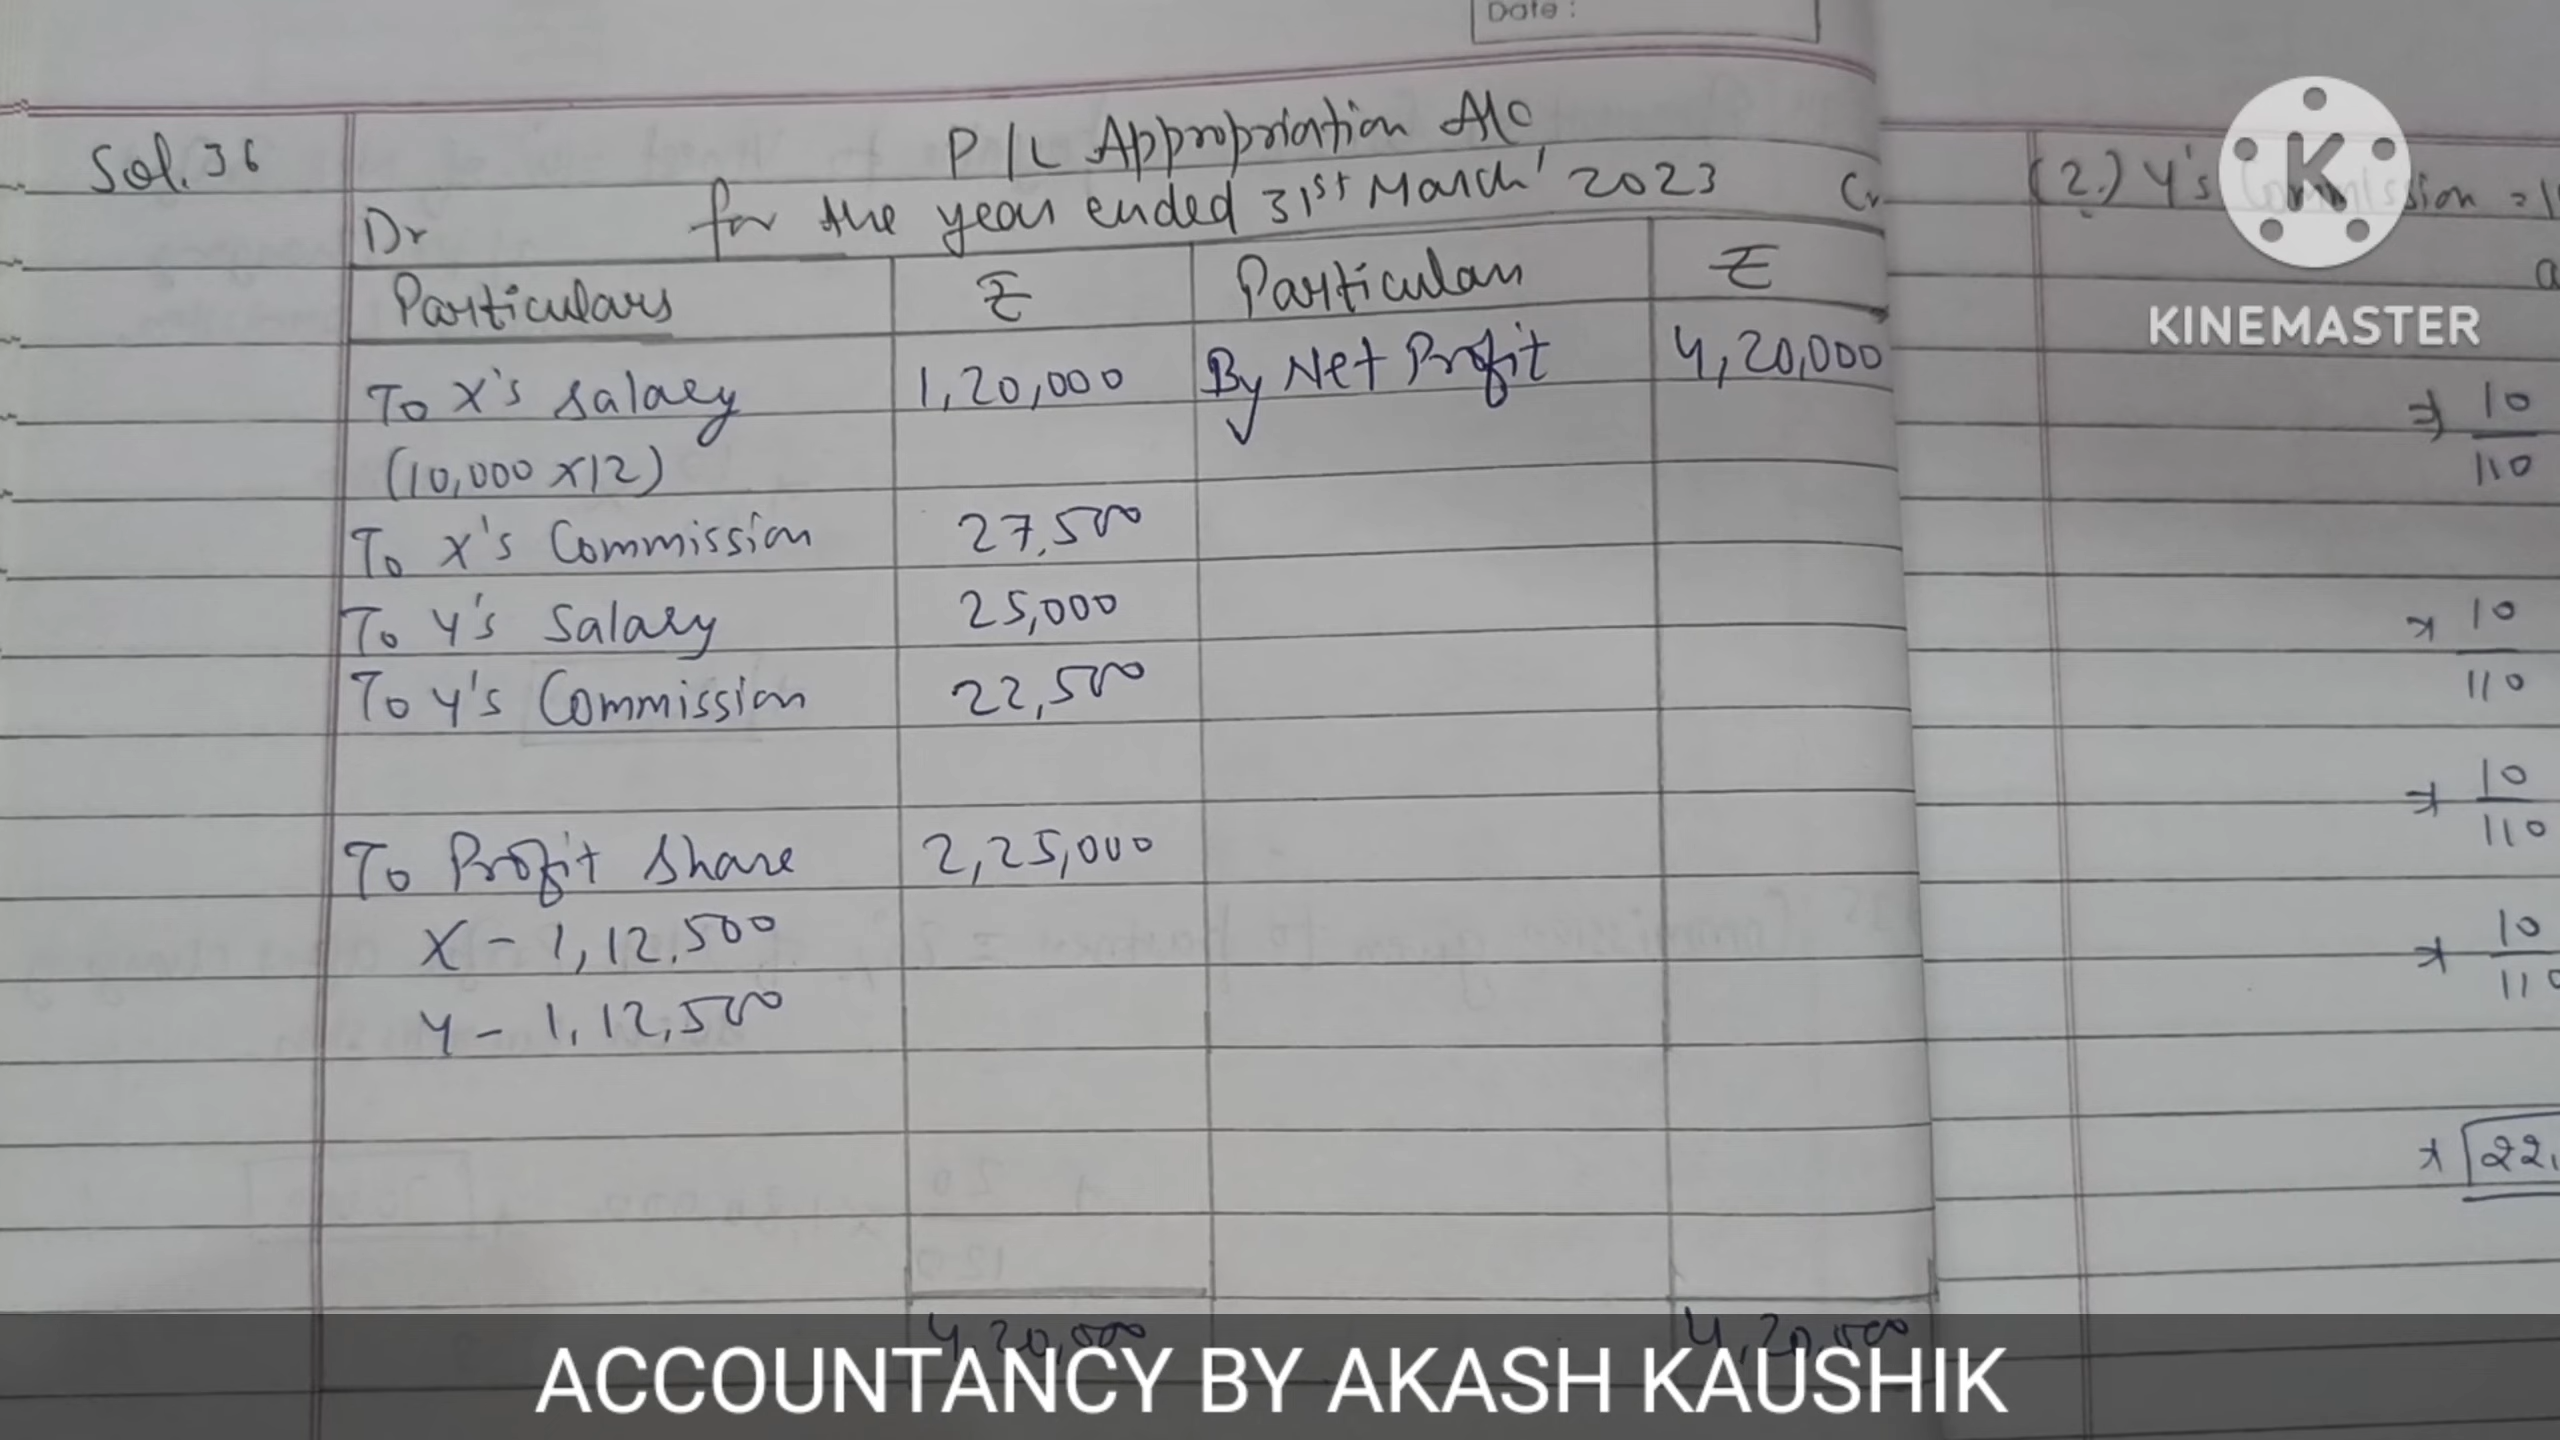 Date :
Sol. 36
P/L Appropriation A/c
for the year ended 31st March' 2023
Dr
Cr
Particulars ₹ Particulars ₹
To X's Salary 1,20,000 By Net Profit 4,20,000
(10,000 x12)
To X's Commission 27,500
To Y's Salary 25,000
To Y's Commission 22,500
To Profit Share 2,25,000
X - 1,12,500
Y - 1,12,500
4,20,000 4,20,000
(2.) Y's
10
110
10
110
10
110
10
110
22,
K
KINEMASTER
ACCOUNTANCY BY AKASH KAUSHIK